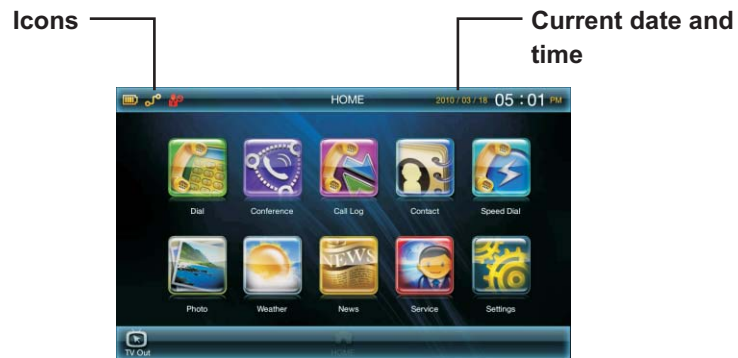 Icons
Current date and
time
HOME
2010 / 03 / 18 05 : 01 PM
Dial
Conference
Call Log
Contact
Speed Dial
NEWS
Photo
Weather
News
Service
Settings
TV Out
HOME